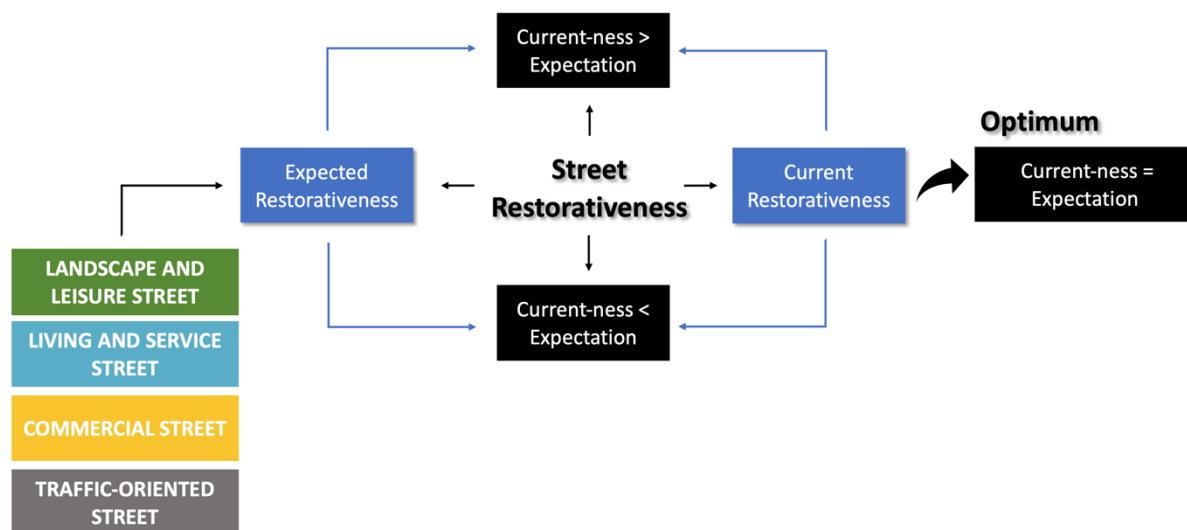 Current-ness >
Expectation
Optimum
Expected
Restorativeness
Street
Restorativeness
Current
Restorativeness
Current-ness =
Expectation
LANDSCAPE AND
LEISURE STREET
Current-ness <
Expectation
LIVING AND SERVICE
STREET
COMMERCIAL STREET
TRAFFIC-ORIENTED
STREET